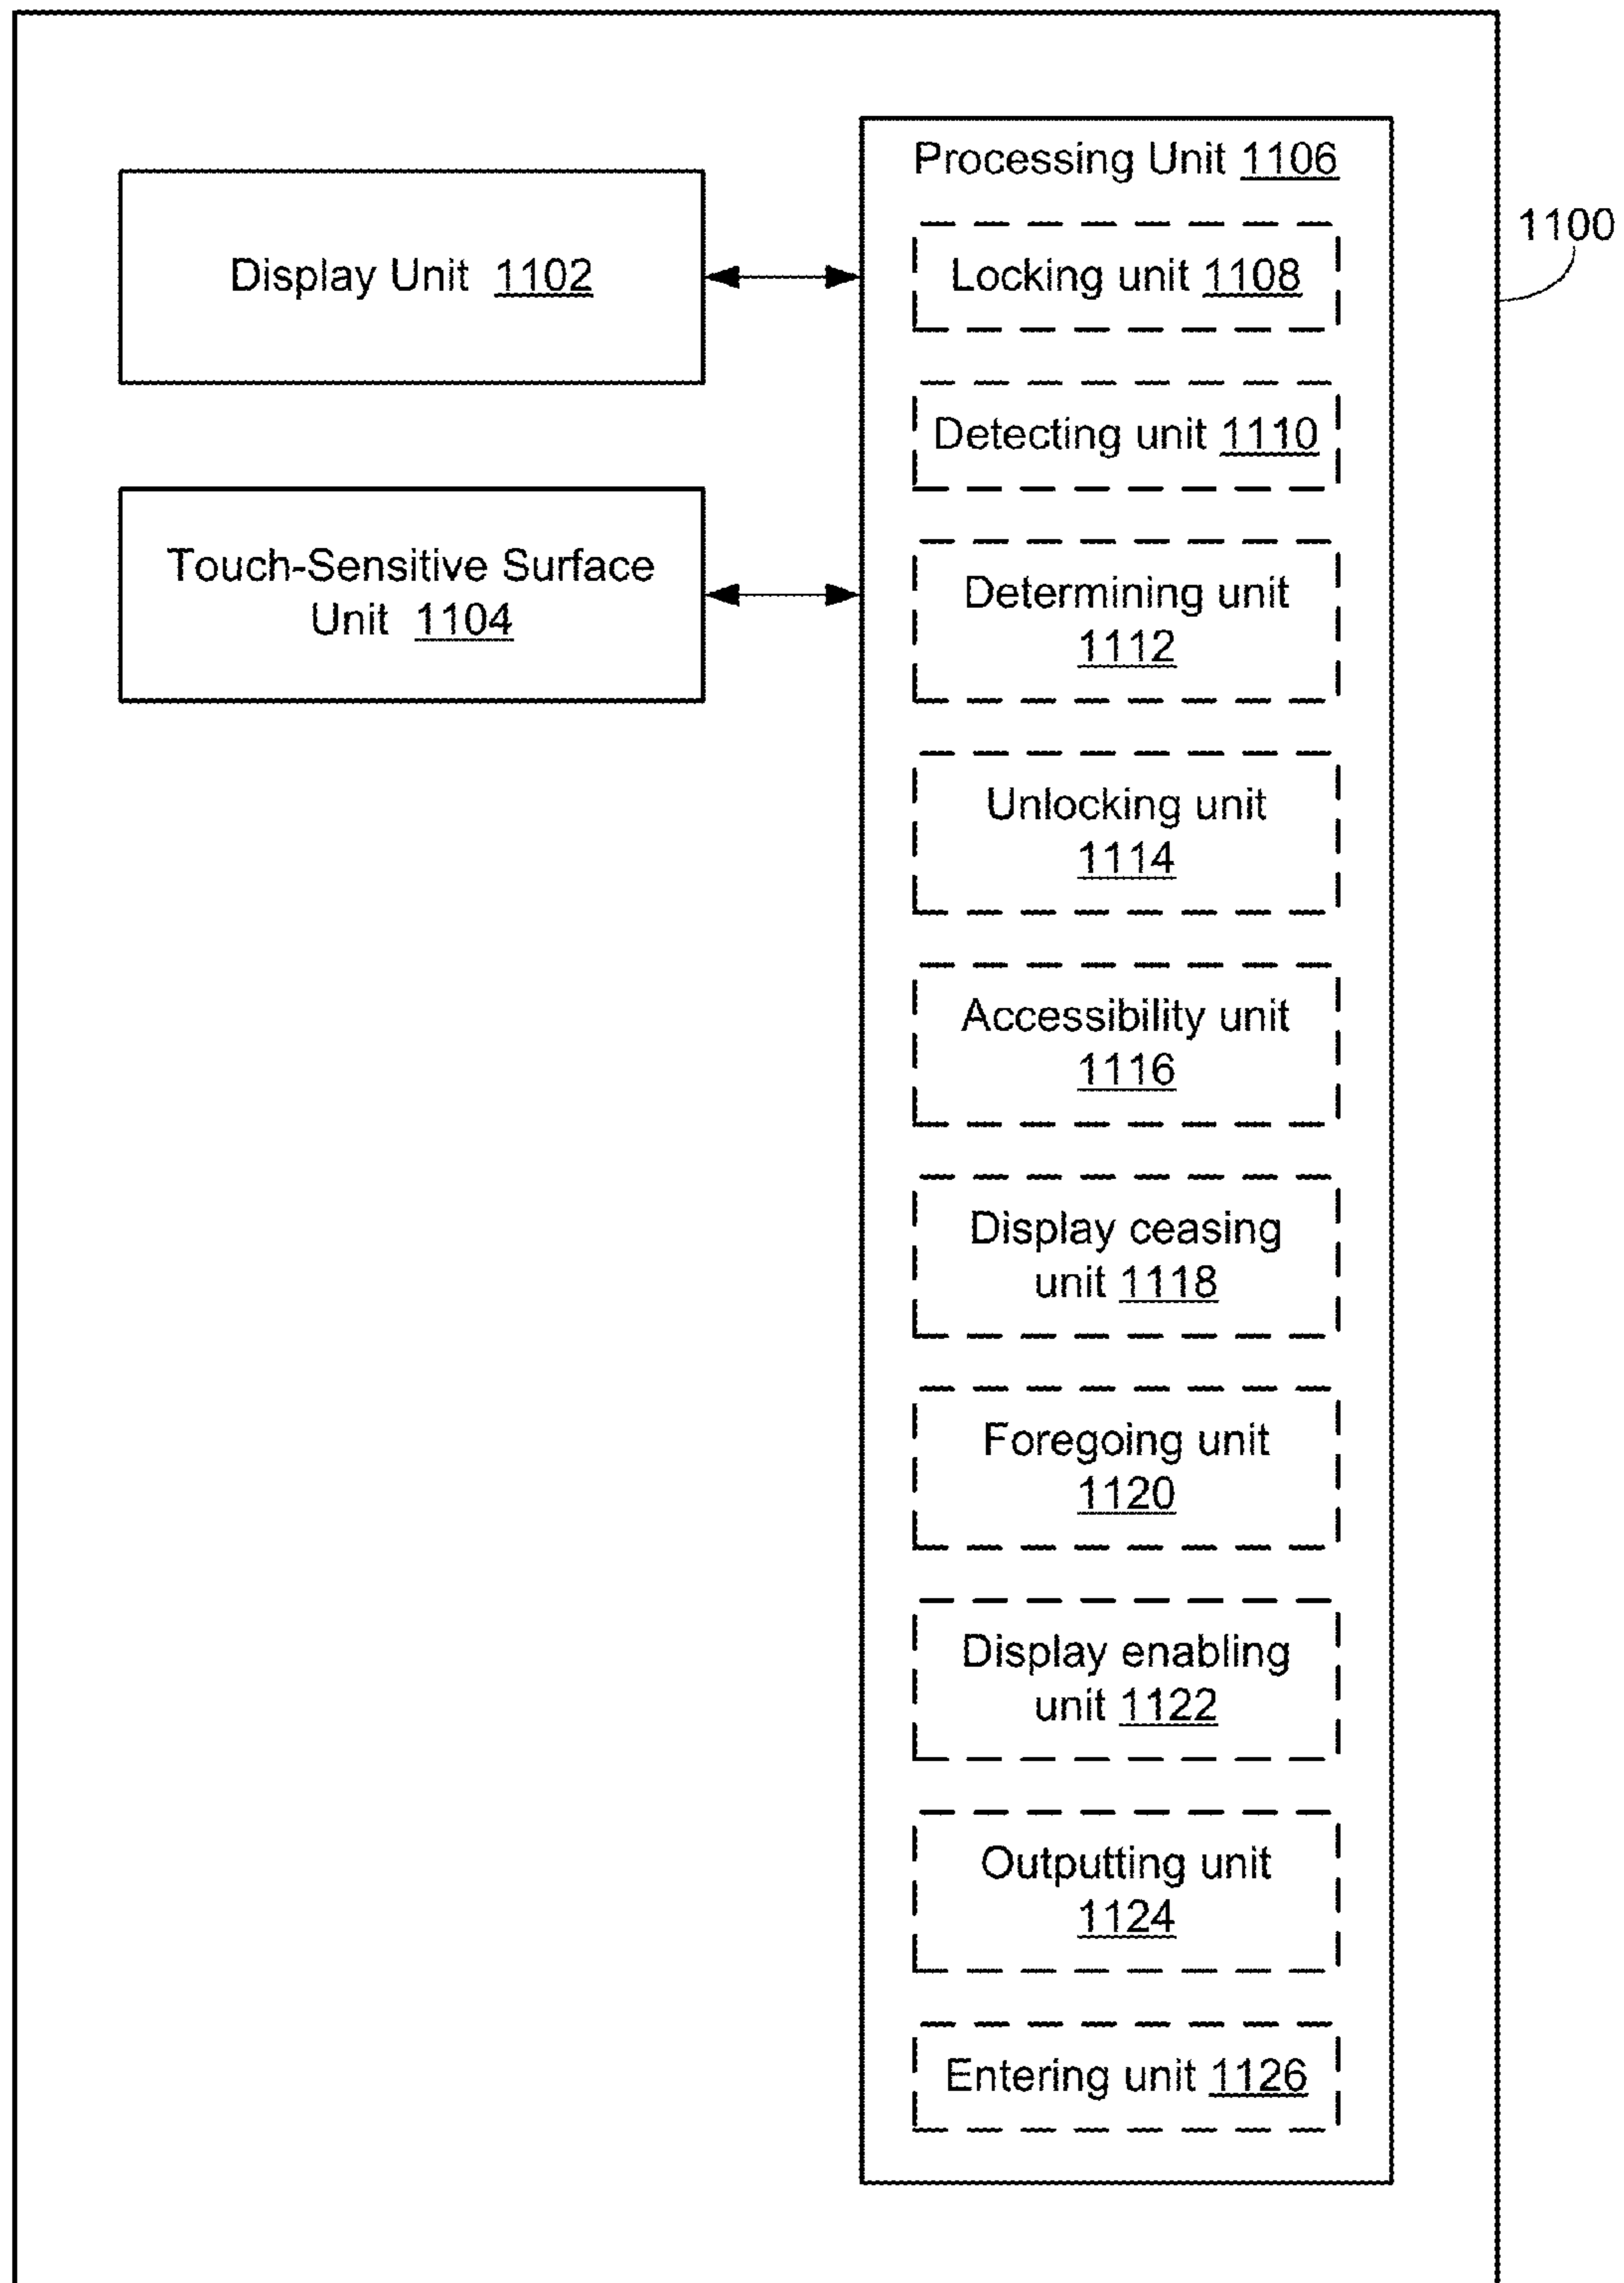 Processing Unit 1106
1100
Display Unit 1102
Locking unit 1108
Detecting unit 1110
Touch-Sensitive Surface
Unit 1104
Determining unit
1112
Unlocking unit
1114
Accessibility unit
1116
Display ceasing
unit 1118
Foregoing unit
1120
Display enabling
unit 1122
Outputting unit
1124
Entering unit 1126